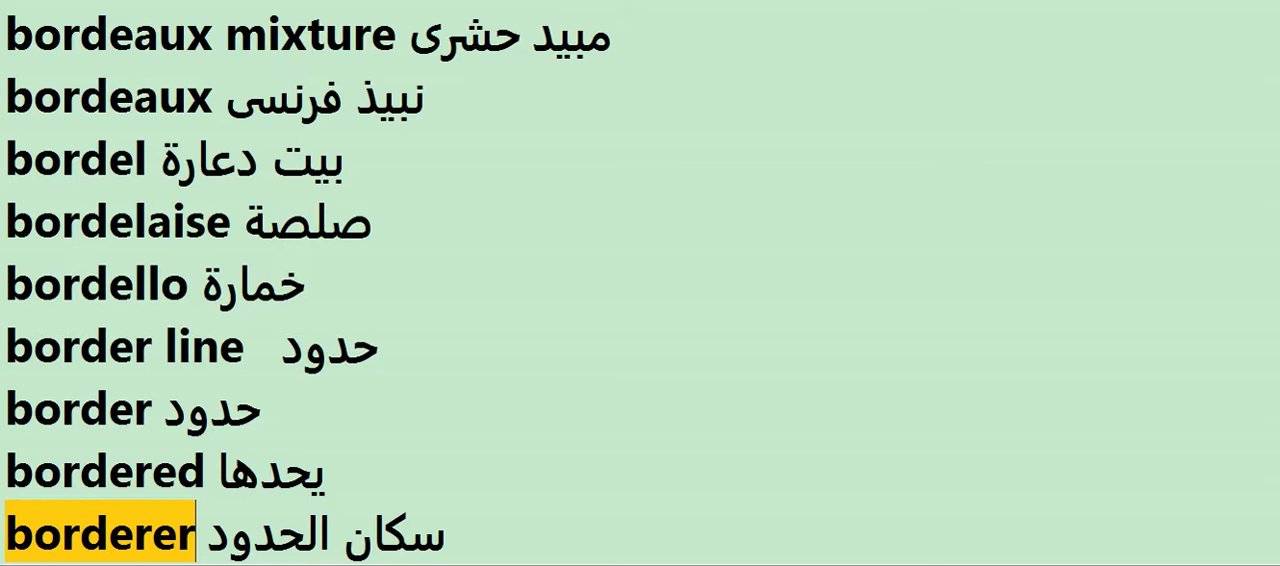 bordeaux mixture مبيد حشرى
bordeaux نبيذ فرنسى
bordel بيت دعارة
bordelaise صلصة
bordello خمارة
border line حدود
border حدود
bordered يحدها
borderer سكان الحدود